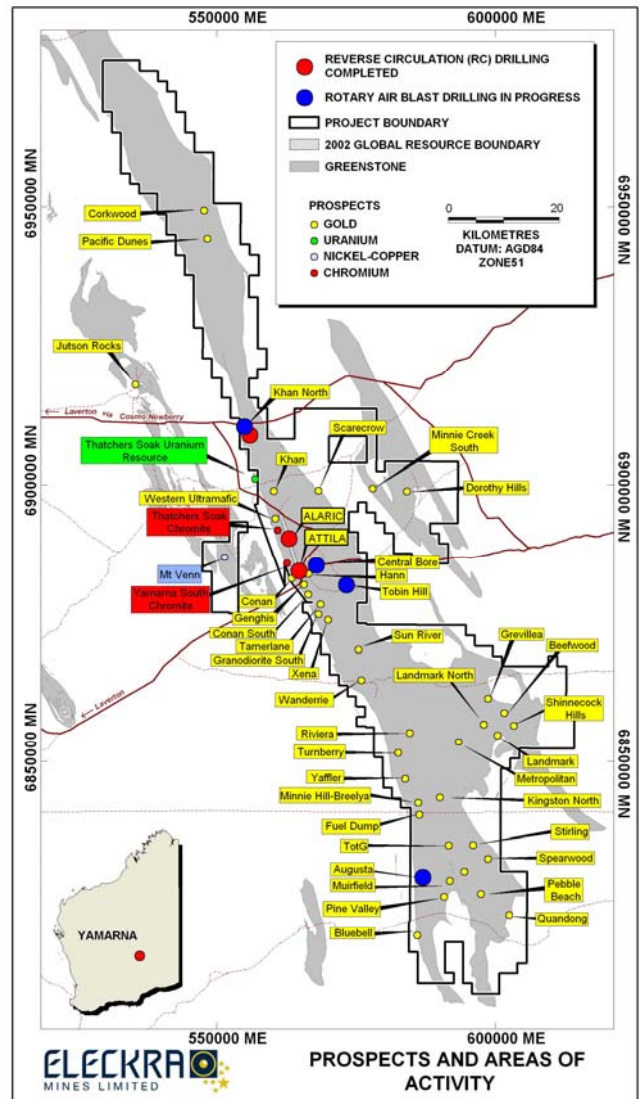 550000 ME
600000 ME
REVERSE CIRCULATION (RC) DRILLING
COMPLETED
ROTARY AIR BLAST DRILLING IN PROGRESS
PROJECT BOUNDARY
2002 GLOBAL RESOURCE BOUNDARY
GREENSTONE
PROSPECTS
GOLD
URANIUM
NICKEL-COPPER
CHROMIUM
0
20
KILOMETRES
DATUM: AGD84
ZONE51
6950000 MN
6950000 MN
Corkwood
Pacific Dunes
Jutson Rocks
Laverton via Cosmo Newberry
Khan North
Thatchers Soak Uranium
Resource
Khan
Scarecrow
Minnie Creek
South
Dorothy Hills
6900000 MN
6900000 MN
Western Ultramafic
Thatchers Soak
Chromite
ALARIC
ATTILA
Mt Venn
Yamarna South
Chromite
Central Bore
Hann
Tobin Hill
Conan
Genghis
Conan South
Tamerlane
Granodiorite South
Xena
Wanderrie
Sun River
Grevillea
Beefwood
Landmark North
Shinnecock
Hills
Laverton
Riviera
Turnberry
Landmark
Metropolitan
6850000 MN
6850000 MN
Yaffler
Minnie Hill-Breelya
Kingston North
Fuel Dump
Stirling
TotG
Spearwood
Augusta
Muirfield
Pebble
Beach
Pine Valley
Quandong
Bluebell
YAMARNA
550000 ME
600000 ME
ELECKRA
MINES LIMITED
PROSPECTS AND AREAS OF
ACTIVITY